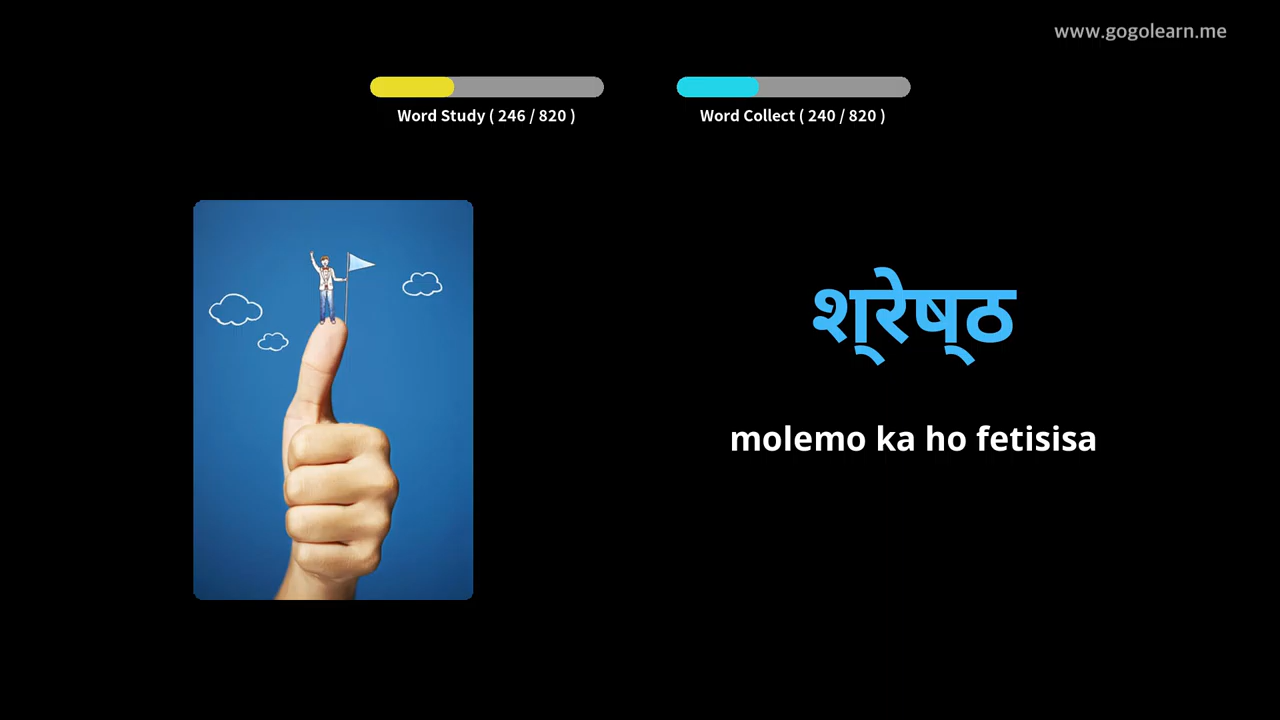 www.gogolearn.me
Word Study ( 246 / 820 )
Word Collect ( 240 / 820 )
श्रेष्ठ
molemo ka ho fetisisa